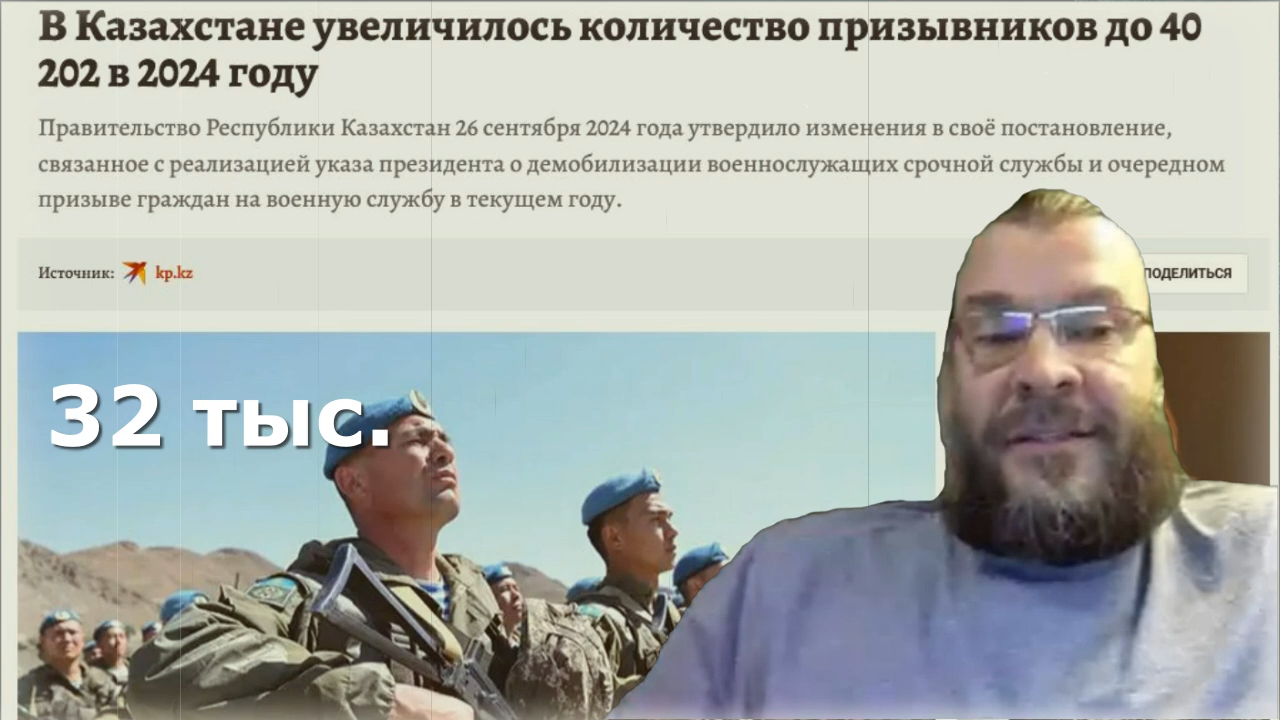 В Казахстане увеличилось количество призывников до 40
202 в 2024 году
Правительство Республики Казахстан 26 сентября 2024 года утвердило изменения в своё постановление,
связанное с реализацией указа президента о демобилизации военнослужащих срочной службы и очередном
призыве граждан на военную службу в текущем году.
Источник: kp.kz
ПОДЕЛИТЬСЯ
32 тыс.